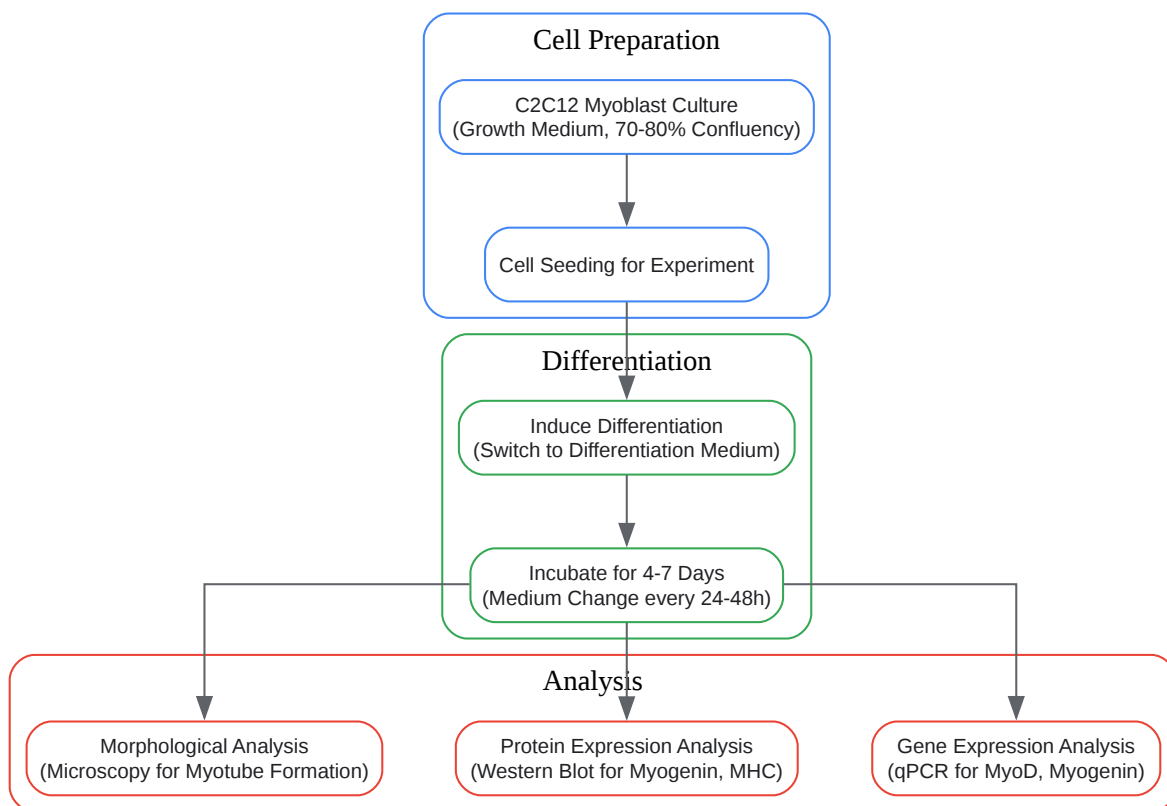 Cell Preparation
C2C12 Myoblast Culture
(Growth Medium, 70-80% Confluency)
Cell Seeding for Experiment
Differentiation
Induce Differentiation
(Switch to Differentiation Medium)
Incubate for 4-7 Days
(Medium Change every 24-48h)
Analysis
Morphological Analysis
(Microscopy for Myotube Formation)
Protein Expression Analysis
(Western Blot for Myogenin, MHC)
Gene Expression Analysis
(qPCR for MyoD, Myogenin)